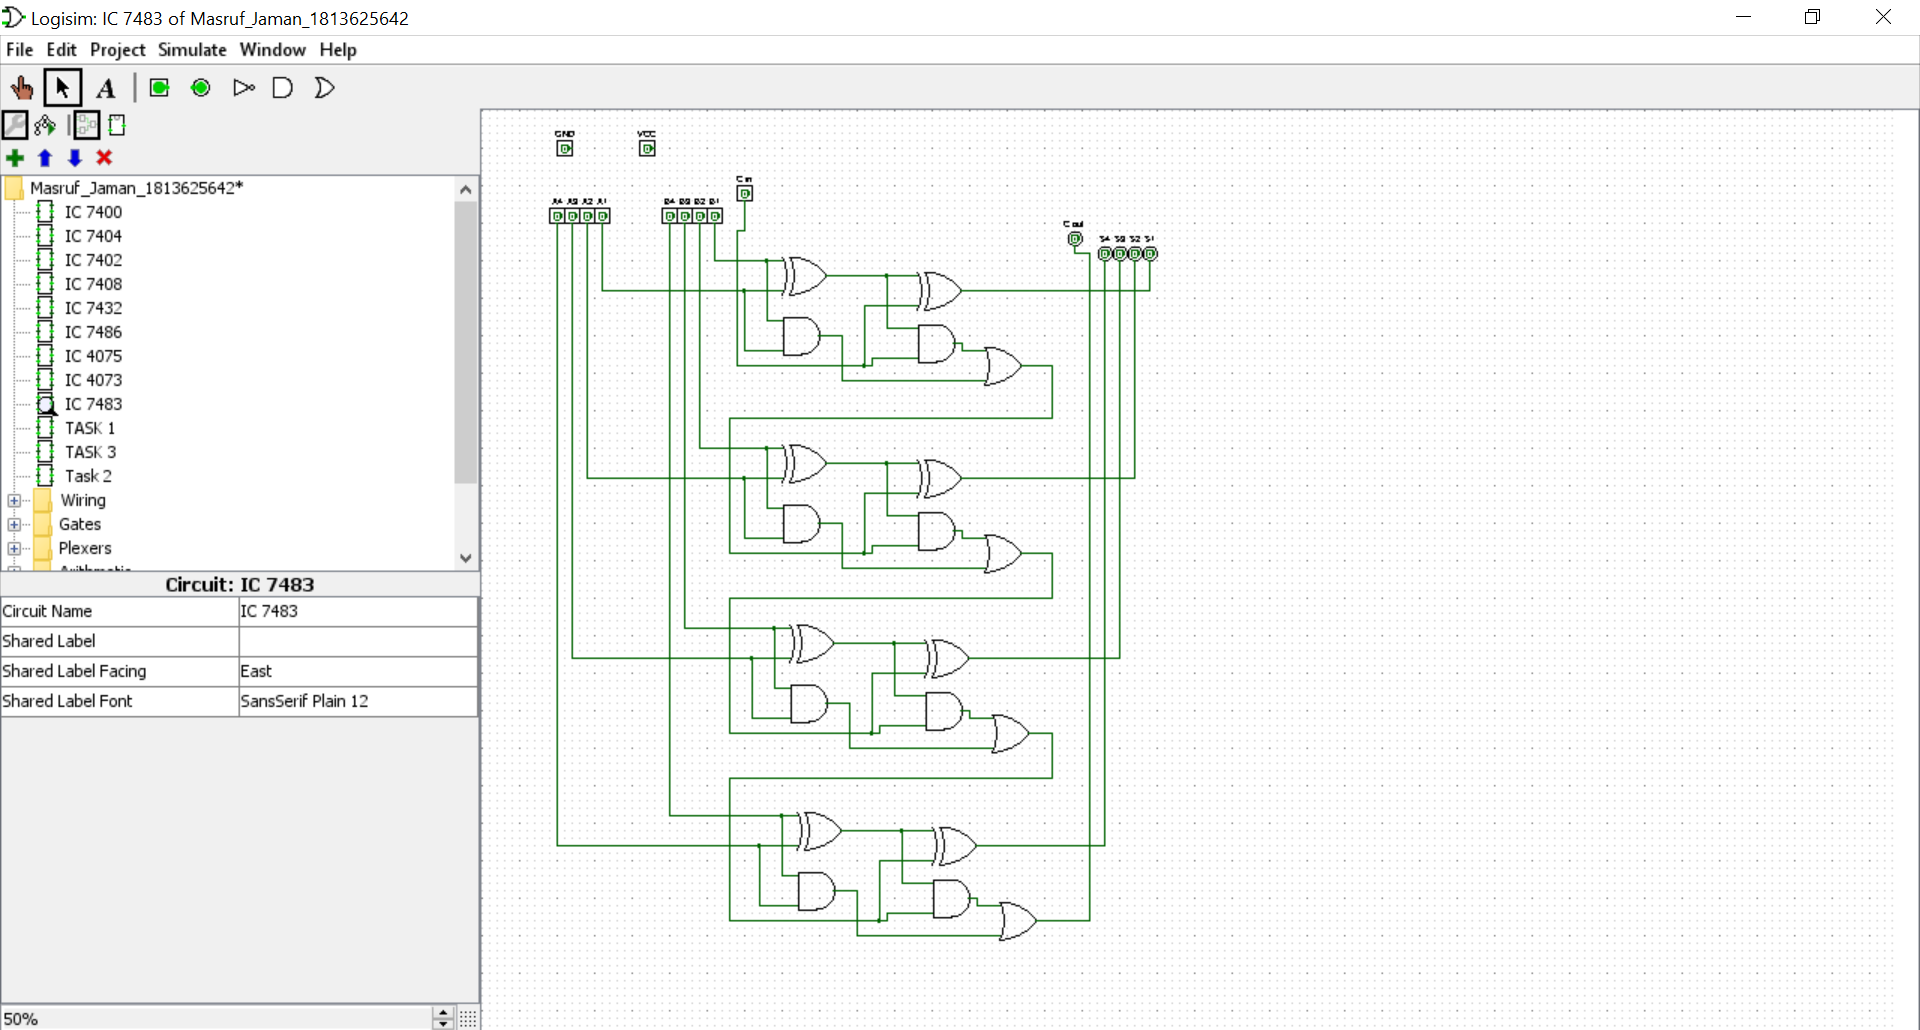 Logisim: IC 7483 of Masruf_Jaman_1813625642
File Edit Project Simulate Window Help
A
Masruf_Jaman_1813625642*
IC 7400
IC 7404
IC 7402
IC 7408
IC 7432
IC 7486
IC 4075
IC 4073
IC 7483
TASK 1
TASK 3
Task 2
Wiring
Gates
Plexers
Arithmetic
Circuit: IC 7483
Circuit Name IC 7483
Shared Label
Shared Label Facing East
Shared Label Font SansSerif Plain 12
50%
GND VCC
C in
A4 A3 A2 A1 B4 B3 B2 B1
C out
S4 S3 S2 S1